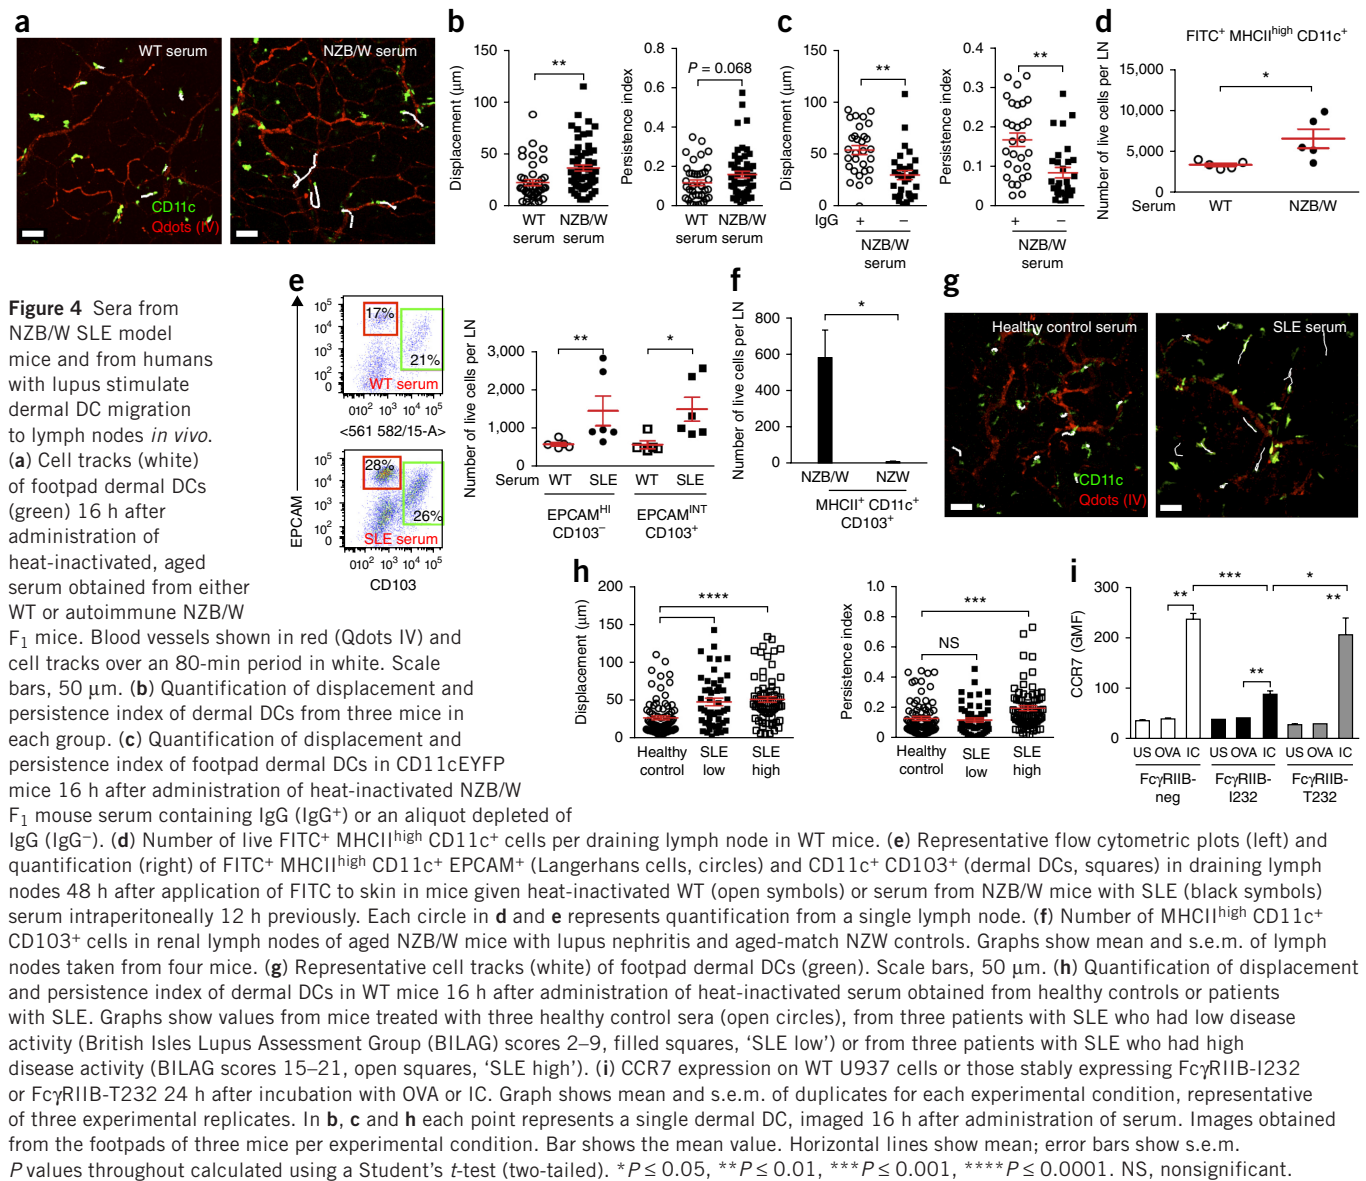 a
WT serum
CD11c
Qdots (IV)
NZB/W serum
b
Displacement (µm)
150
100
50
0
**
WT
serum
NZB/W
serum
Persistence index
0.8
0.6
0.4
0.2
0
P = 0.068
WT
serum
NZB/W
serum
c
Displacement (µm)
150
100
50
0
**
IgG
+
–
NZB/W
serum
Persistence index
0.4
0.3
0.2
0.1
0
**
+
–
NZB/W
serum
d
FITC⁺ MHCIIʰⁱᵍʰ CD11c⁺
Number of live cells per LN
15,000
10,000
5,000
0
*
Serum
WT
NZB/W
e
EPCAM
10⁵
10⁴
10³
10²
0
17%
21%
WT serum
010² 10³ 10⁴ 10⁵
<561 582/15-A>
10⁵
10⁴
10³
10²
0
28%
26%
SLE serum
010² 10³ 10⁴ 10⁵
CD103
Number of live cells per LN
3,000
2,000
1,000
0
**
*
Serum
WT SLE WT SLE
EPCAMᴴᴵ
CD103⁻
EPCAMᴵᴺᵀ
CD103⁺
f
Number of live cells per LN
800
600
400
200
0
*
NZB/W
NZW
MHCII⁺ CD11c⁺
CD103⁺
g
Healthy control serum
CD11c
Qdots (IV)
SLE serum
h
Displacement (µm)
200
150
100
50
0
****
Healthy
control
SLE
low
SLE
high
Persistence index
1.0
0.8
0.6
0.4
0.2
0
***
NS
Healthy
control
SLE
low
SLE
high
i
CCR7 (GMF)
300
200
100
0
**
***
**
*
**
US OVA IC US OVA IC US OVA IC
FcγRIIB-
neg
FcγRIIB-
I232
FcγRIIB-
T232
Figure 4 Sera from
NZB/W SLE model
mice and from humans
with lupus stimulate
dermal DC migration
to lymph nodes in vivo.
(a) Cell tracks (white)
of footpad dermal DCs
(green) 16 h after
administration of
heat-inactivated, aged
serum obtained from either
WT or autoimmune NZB/W
F₁ mice. Blood vessels shown in red (Qdots IV) and
cell tracks over an 80-min period in white. Scale
bars, 50 µm. (b) Quantification of displacement and
persistence index of dermal DCs from three mice in
each group. (c) Quantification of displacement and
persistence index of footpad dermal DCs in CD11cEYFP
mice 16 h after administration of heat-inactivated NZB/W
F₁ mouse serum containing IgG (IgG⁺) or an aliquot depleted of
IgG (IgG⁻). (d) Number of live FITC⁺ MHCIIʰⁱᵍʰ CD11c⁺ cells per draining lymph node in WT mice. (e) Representative flow cytometric plots (left) and
quantification (right) of FITC⁺ MHCIIʰⁱᵍʰ CD11c⁺ EPCAM⁺ (Langerhans cells, circles) and CD11c⁺ CD103⁺ (dermal DCs, squares) in draining lymph
nodes 48 h after application of FITC to skin in mice given heat-inactivated WT (open symbols) or serum from NZB/W mice with SLE (black symbols)
serum intraperitoneally 12 h previously. Each circle in d and e represents quantification from a single lymph node. (f) Number of MHCIIʰⁱᵍʰ CD11c⁺
CD103⁺ cells in renal lymph nodes of aged NZB/W mice with lupus nephritis and aged-match NZW controls. Graphs show mean and s.e.m. of lymph
nodes taken from four mice. (g) Representative cell tracks (white) of footpad dermal DCs (green). Scale bars, 50 µm. (h) Quantification of displacement
and persistence index of dermal DCs in WT mice 16 h after administration of heat-inactivated serum obtained from healthy controls or patients
with SLE. Graphs show values from mice treated with three healthy control sera (open circles), from three patients with SLE who had low disease
activity (British Isles Lupus Assessment Group (BILAG) scores 2–9, filled squares, ‘SLE low’) or from three patients with SLE who had high
disease activity (BILAG scores 15–21, open squares, ‘SLE high’). (i) CCR7 expression on WT U937 cells or those stably expressing FcγRIIB-I232
or FcγRIIB-T232 24 h after incubation with OVA or IC. Graph shows mean and s.e.m. of duplicates for each experimental condition, representative
of three experimental replicates. In b, c and h each point represents a single dermal DC, imaged 16 h after administration of serum. Images obtained
from the footpads of three mice per experimental condition. Bar shows the mean value. Horizontal lines show mean; error bars show s.e.m.
P values throughout calculated using a Student’s t-test (two-tailed). *P ≤ 0.05, **P ≤ 0.01, ***P ≤ 0.001, ****P ≤ 0.0001. NS, nonsignificant.